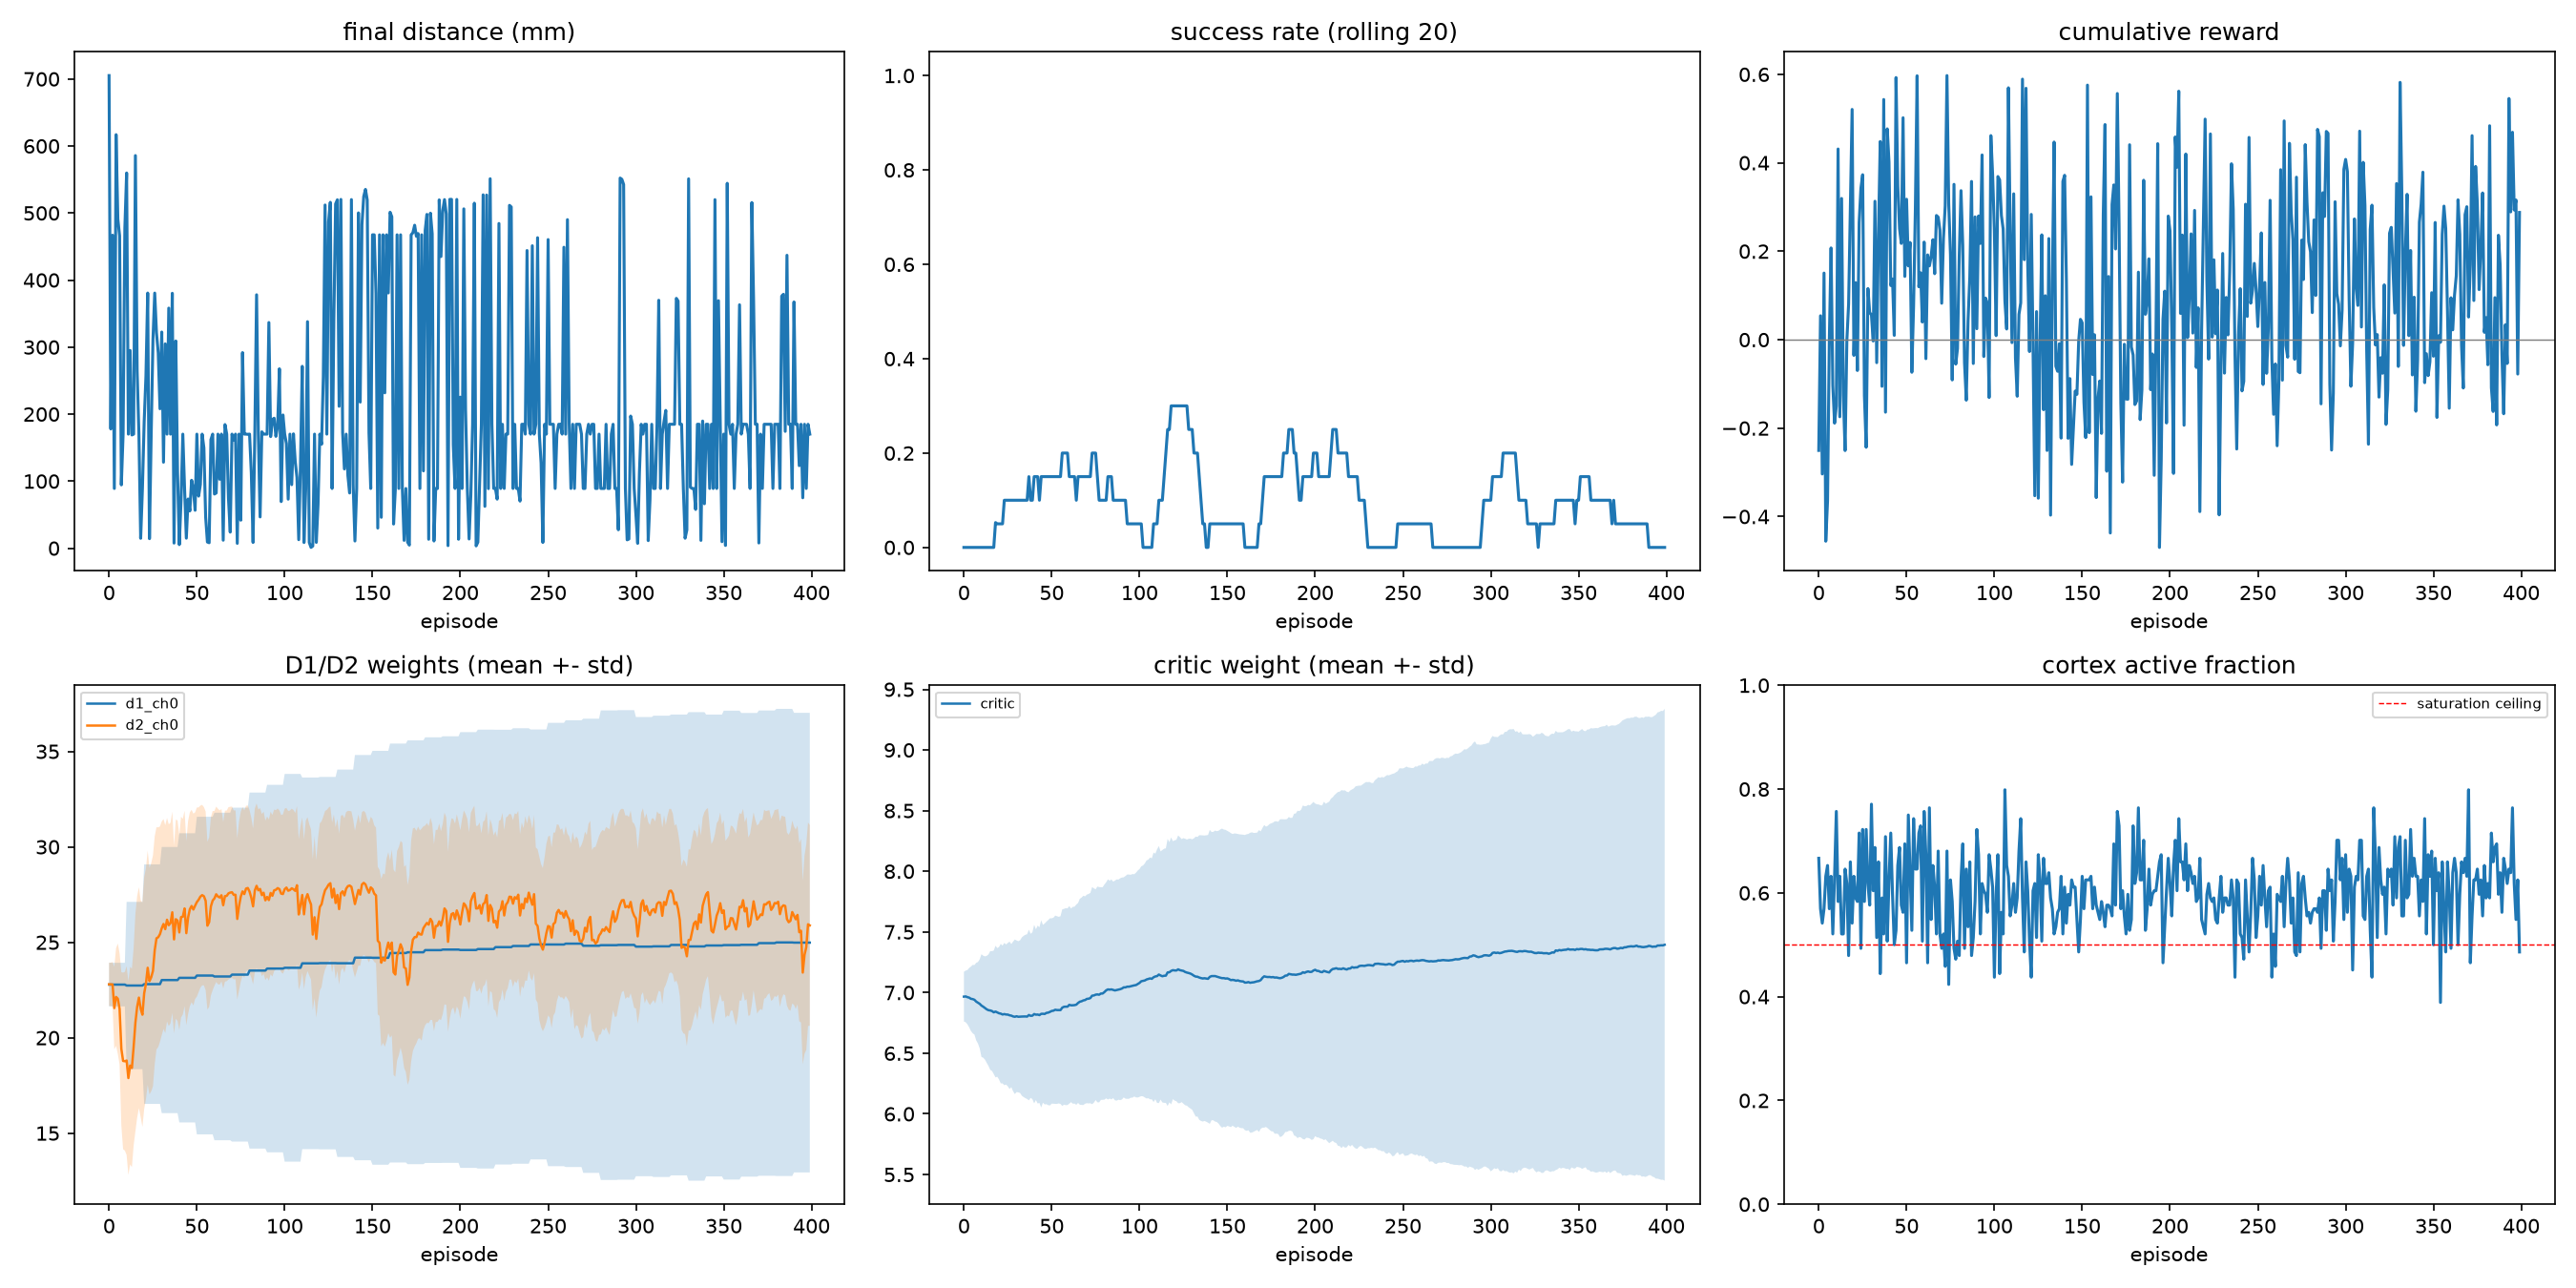 final distance (mm)
700
600
500
400
300
200
100
0
0 50 100 150 200 250 300 350 400
episode
success rate (rolling 20)
1.0
0.8
0.6
0.4
0.2
0.0
0 50 100 150 200 250 300 350 400
episode
cumulative reward
0.6
0.4
0.2
0.0
−0.2
−0.4
0 50 100 150 200 250 300 350 400
episode
D1/D2 weights (mean +- std)
d1_ch0
d2_ch0
35
30
25
20
15
0 50 100 150 200 250 300 350 400
episode
critic weight (mean +- std)
critic
9.5
9.0
8.5
8.0
7.5
7.0
6.5
6.0
5.5
0 50 100 150 200 250 300 350 400
episode
cortex active fraction
saturation ceiling
1.0
0.8
0.6
0.4
0.2
0.0
0 50 100 150 200 250 300 350 400
episode